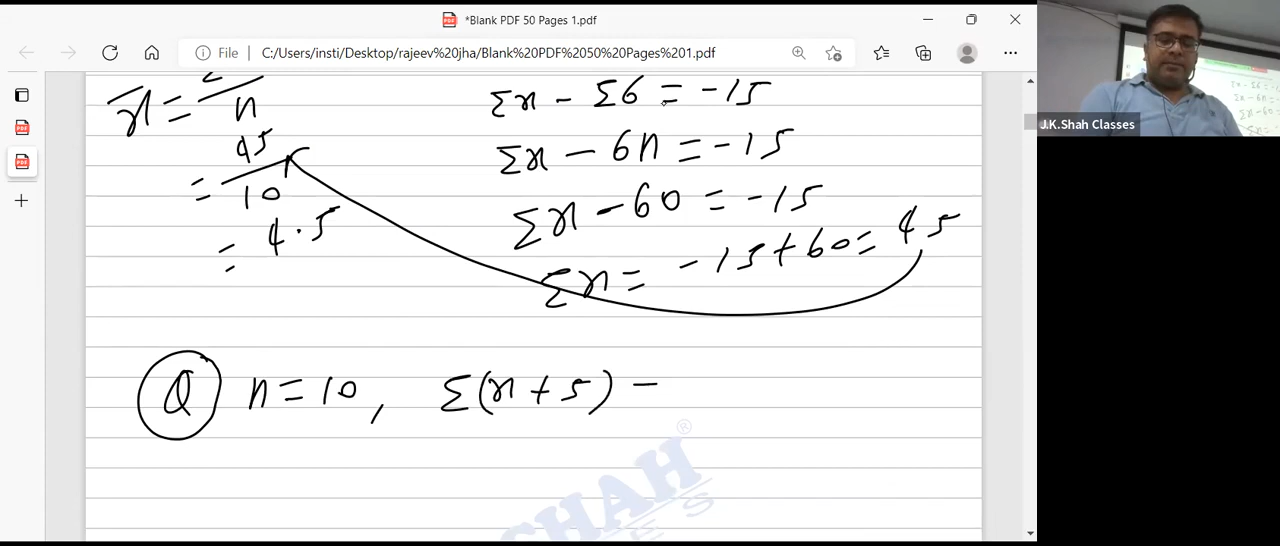 *Blank PDF 50 Pages 1.pdf
File C:/Users/insti/Desktop/rajeev%20jha/Blank%20PDF%2050%20Pages%201.pdf
J.K.Shah Classes
x̄ = Σ/n
= 45/10
= 4.5
Σx - Σ6 = -15
Σx - 6n = -15
Σx - 60 = -15
Σx = -15+60 = 45
Q n = 10, Σ(x+5) =
SHAH
®